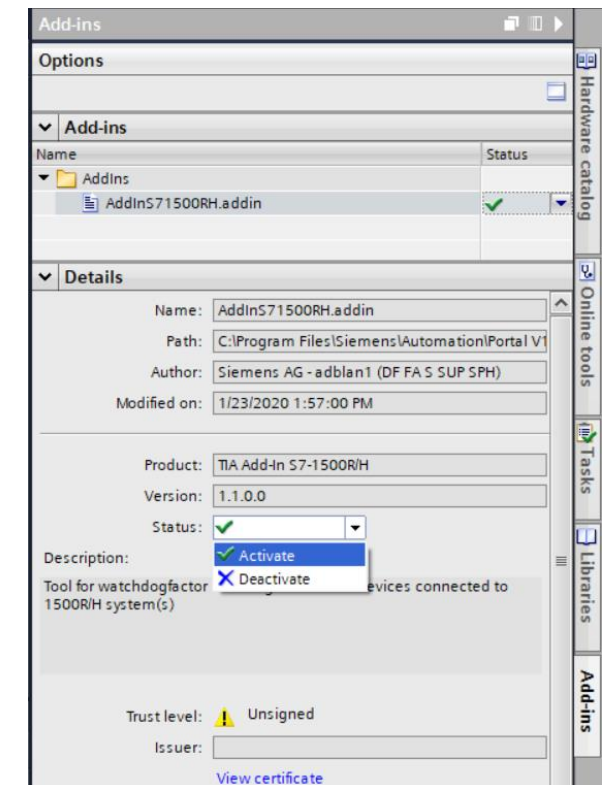 Add-ins
Options
Add-ins
Name Status
AddIns
AddInS71500RH.addin
Details
Name: AddInS71500RH.addin
Path: C:\Program Files\Siemens\Automation\Portal V1
Author: Siemens AG - adblan1 (DF FA S SUP SPH)
Modified on: 1/23/2020 1:57:00 PM
Product: TIA Add-In S7-1500R/H
Version: 1.1.0.0
Status:
Activate
Description:
Deactivate
Tool for watchdogfactor evices connected to
1500R/H system(s)
Trust level: Unsigned
Issuer:
View certificate
Hardware catalog
Online tools
Tasks
Libraries
Add-ins